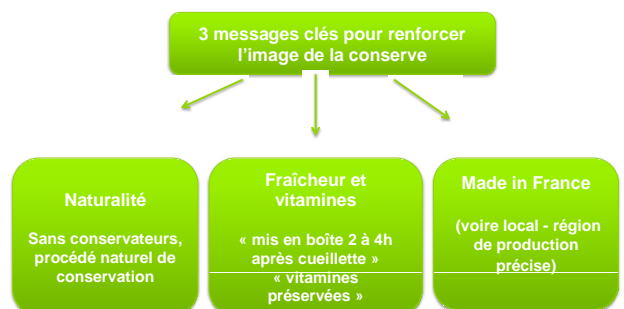 3 messages clés pour renforcer
l'image de la conserve
Naturalité
Sans conservateurs,
procédé naturel de
conservation
Fraîcheur et
vitamines
« mis en boîte 2 à 4h
après cueillette »
« vitamines
préservées »
Made in France
(voire local - région
de production
précise)